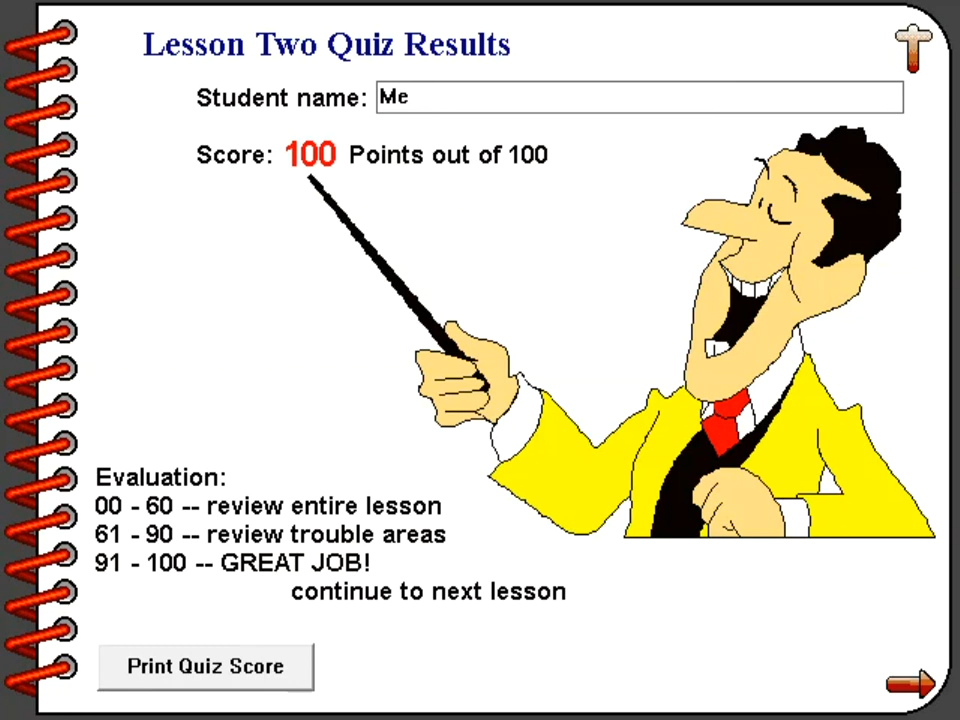 Lesson Two Quiz Results
Student name: Me
Score: 100 Points out of 100
Evaluation:
00 - 60 -- review entire lesson
61 - 90 -- review trouble areas
91 - 100 -- GREAT JOB!
continue to next lesson
Print Quiz Score